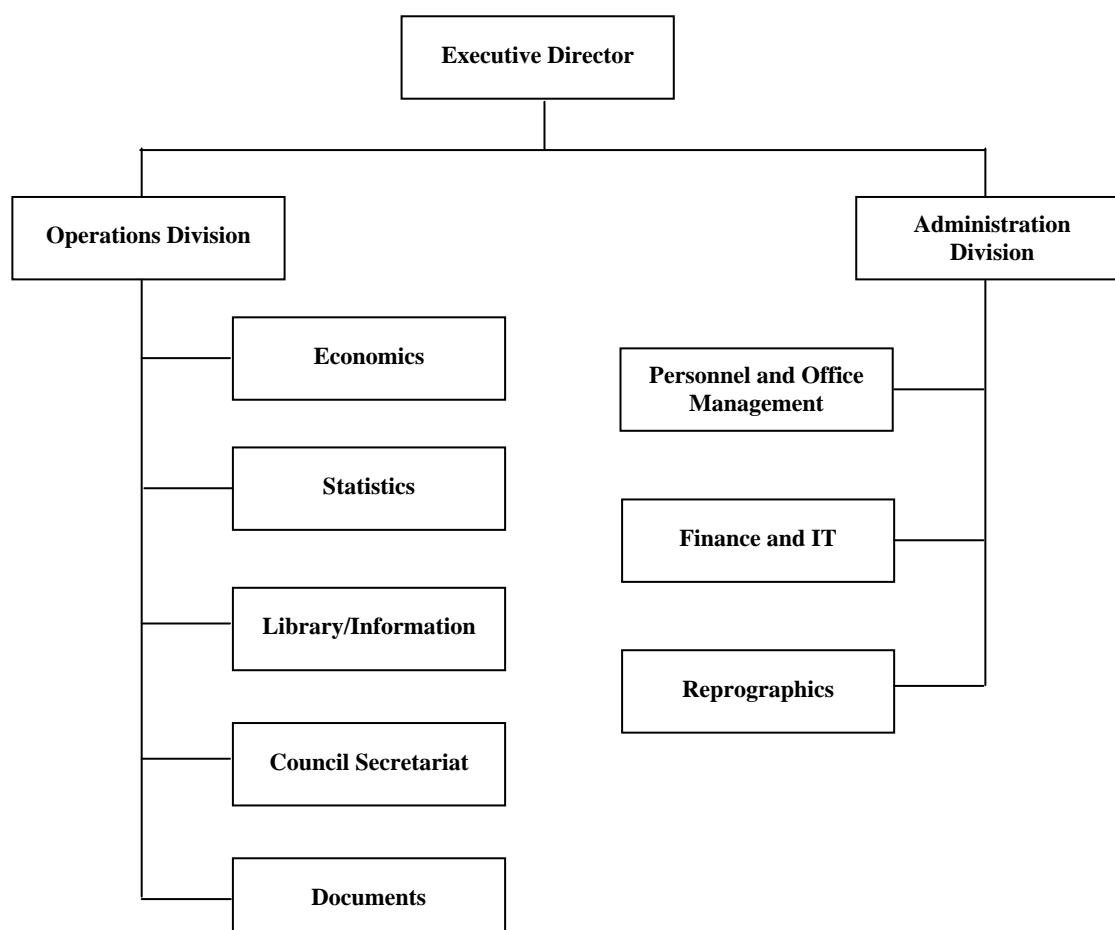 Executive Director
Operations Division
Administration
Division
Economics
Personnel and Office
Management
Statistics
Finance and IT
Library/Information
Reprographics
Council Secretariat
Documents